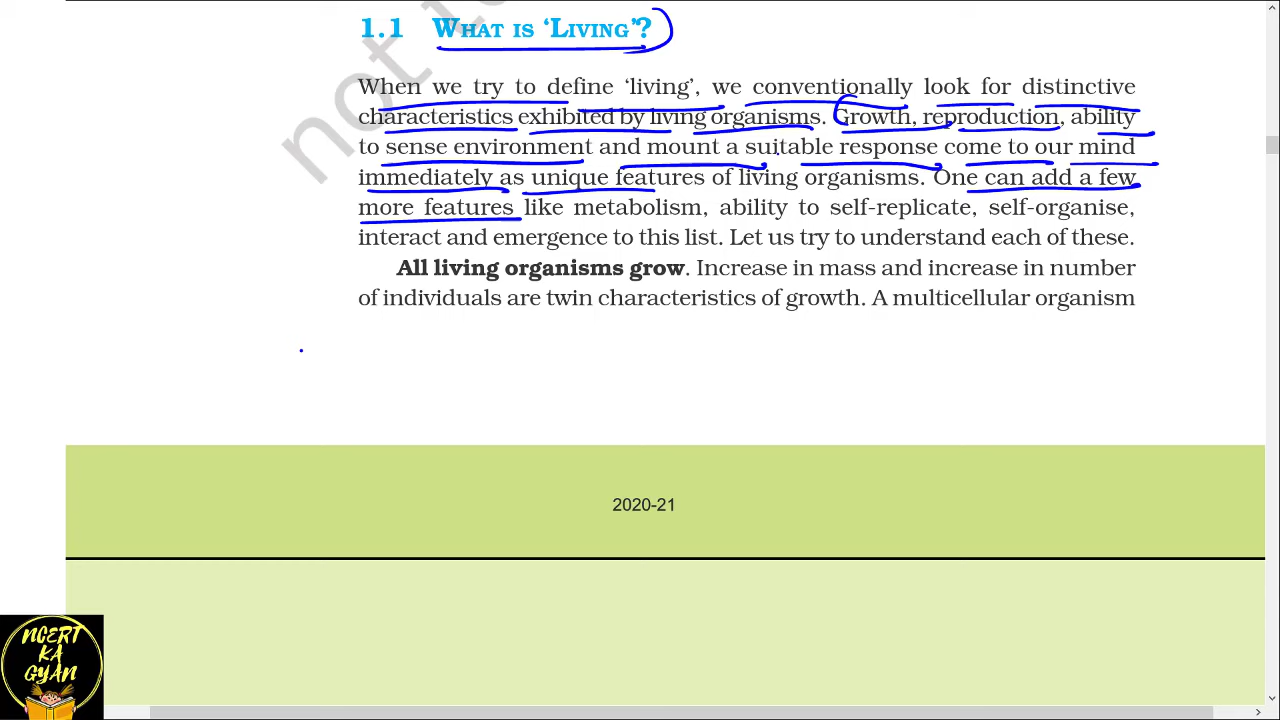 1.1 WHAT IS ‘LIVING’?
When we try to define ‘living’, we conventionally look for distinctive
characteristics exhibited by living organisms. Growth, reproduction, ability
to sense environment and mount a suitable response come to our mind
immediately as unique features of living organisms. One can add a few
more features like metabolism, ability to self-replicate, self-organise,
interact and emergence to this list. Let us try to understand each of these.
All living organisms grow. Increase in mass and increase in number
of individuals are twin characteristics of growth. A multicellular organism
not
2020-21
NCERT
KA
GYAN